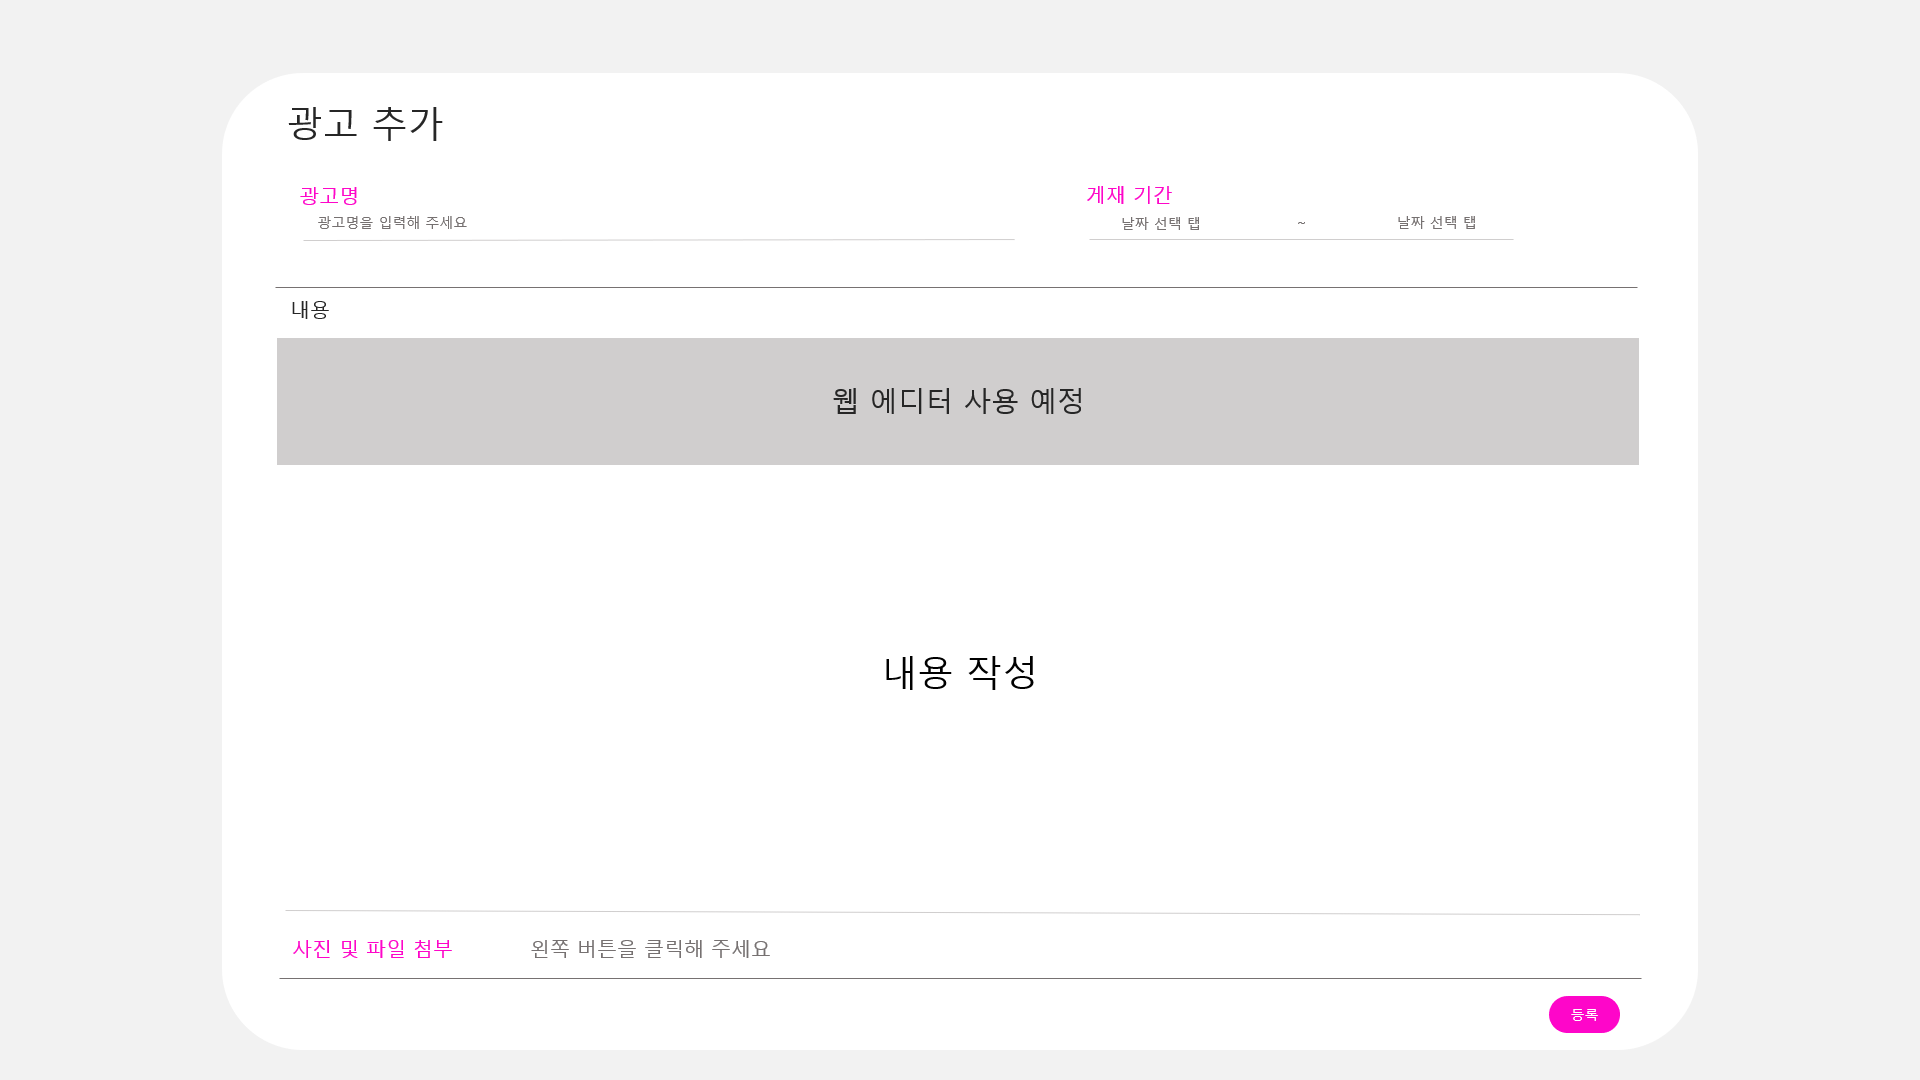 광고 추가
광고명
광고명을 입력해 주세요
게재 기간
날짜 선택 탭 ~ 날짜 선택 탭
내용
웹 에디터 사용 예정
내용 작성
사진 및 파일 첨부 왼쪽 버튼을 클릭해 주세요
등록